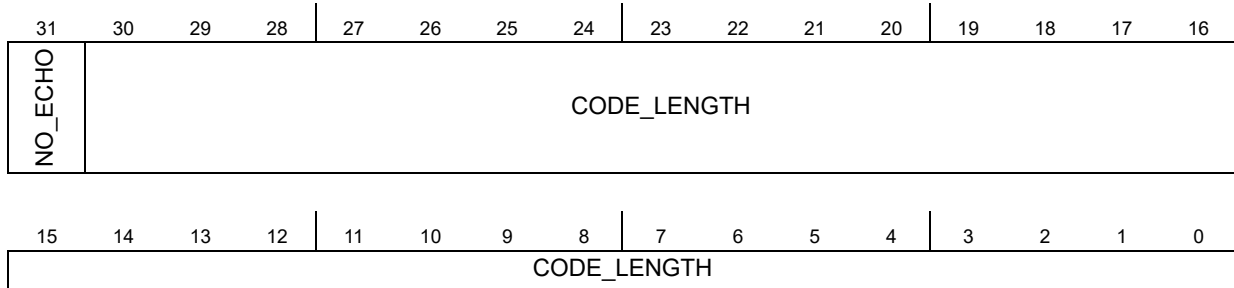 31 30 29 28 27 26 25 24 23 22 21 20 19 18 17 16
NO_ECHO
CODE_LENGTH
15 14 13 12 11 10 9 8 7 6 5 4 3 2 1 0
CODE_LENGTH